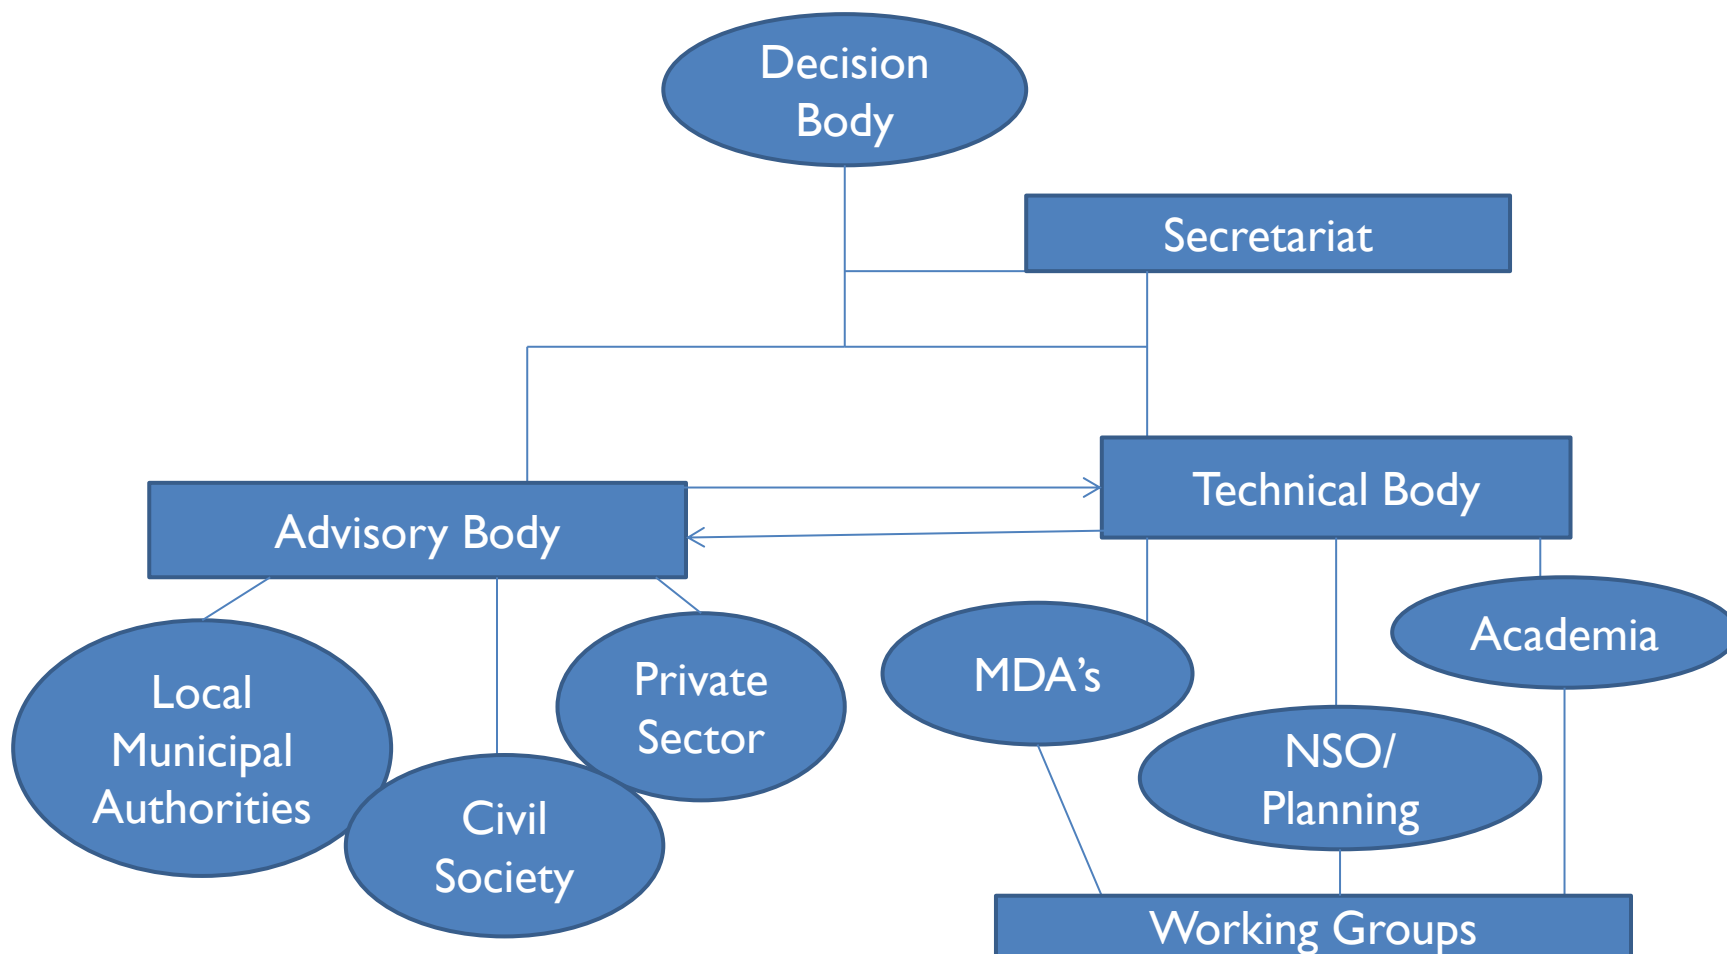 Decision
Body
Secretariat
Technical Body
Advisory Body
Academia
MDA’s
Private
Sector
Local
Municipal
Authorities
NSO/
Planning
Civil
Society
Working Groups